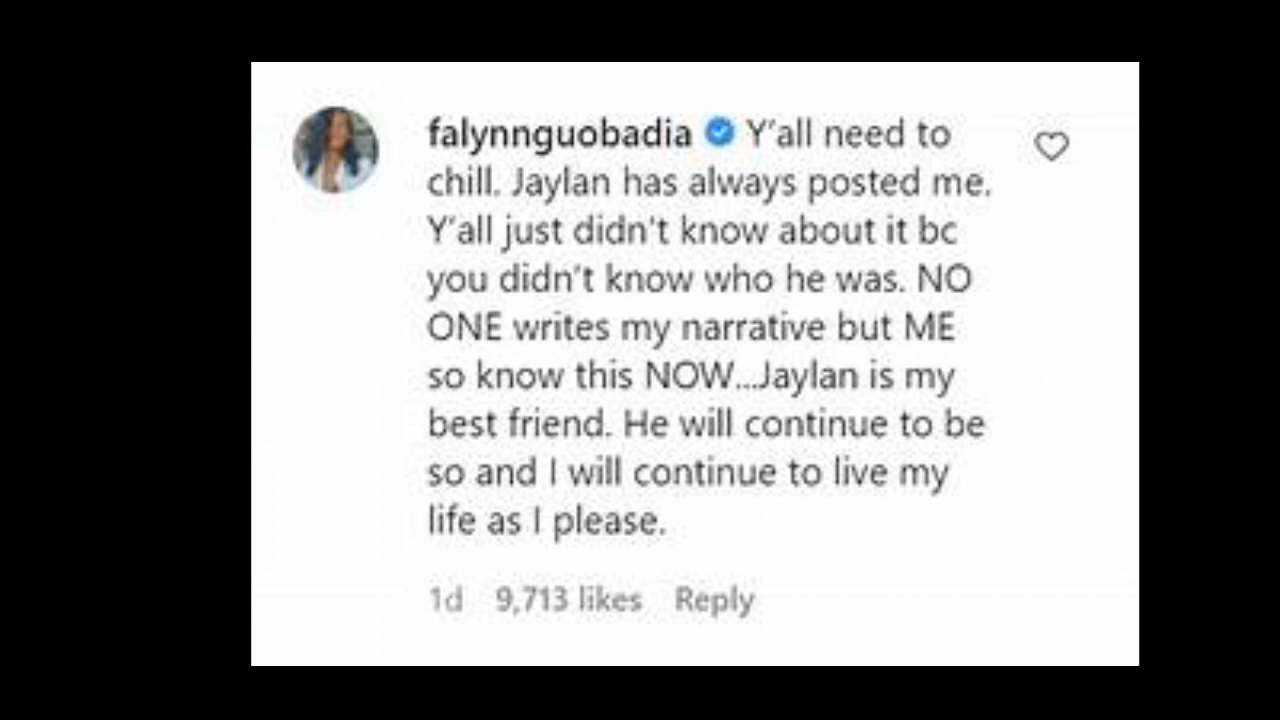 falynnguobadia Y'all need to
chill. Jaylan has always posted me.
Y'all just didn't know about it bc
you didn't know who he was. NO
ONE writes my narrative but ME
so know this NOW...Jaylan is my
best friend. He will continue to be
so and I will continue to live my
life as I please.
1d 9,713 likes Reply